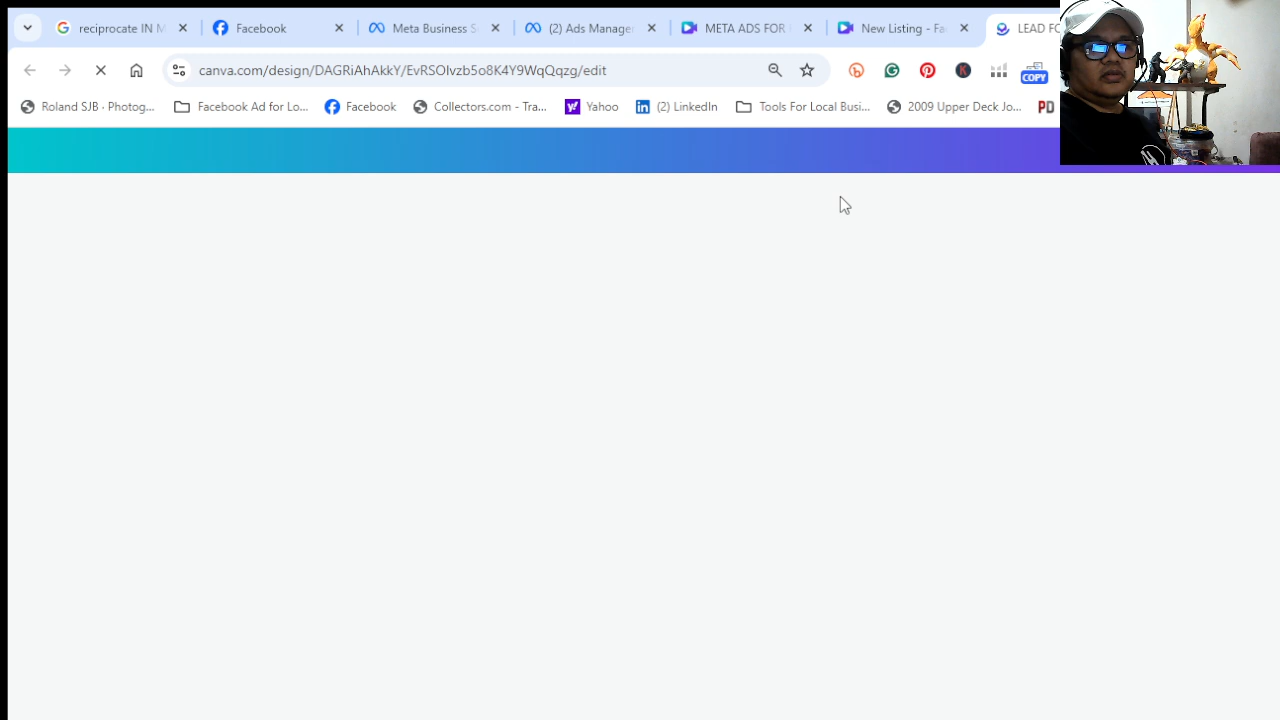 reciprocate IN M
Facebook
Meta Business S
(2) Ads Manage
META ADS FOR
New Listing - Fa
LEAD FO
canva.com/design/DAGRiAhAkkY/EvRSOlvzb5o8K4Y9WqQqzg/edit
COPY
Roland SJB - Photog...
Facebook Ad for Lo...
Facebook
Collectors.com - Tra...
Yahoo
(2) LinkedIn
Tools For Local Busi...
2009 Upper Deck Jo...
PD